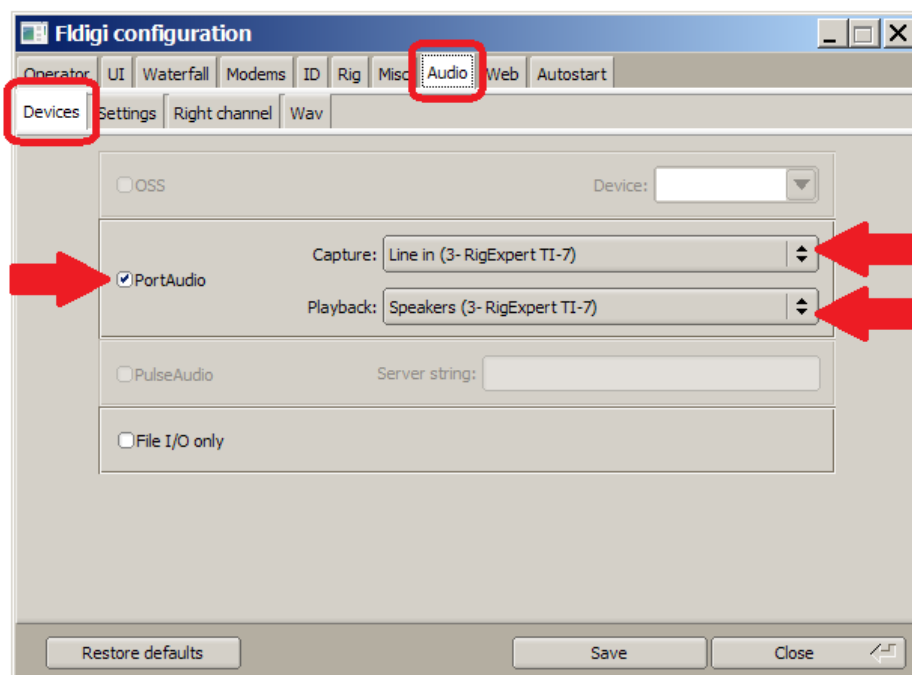 Fldigi configuration
Operator UI Waterfall Modems ID Rig Misc Audio Web Autostart
Devices Settings Right channel Wav
OSS Device:
Capture: Line in (3- RigExpert TI-7)
PortAudio
Playback: Speakers (3- RigExpert TI-7)
PulseAudio Server string:
File I/O only
Restore defaults Save Close